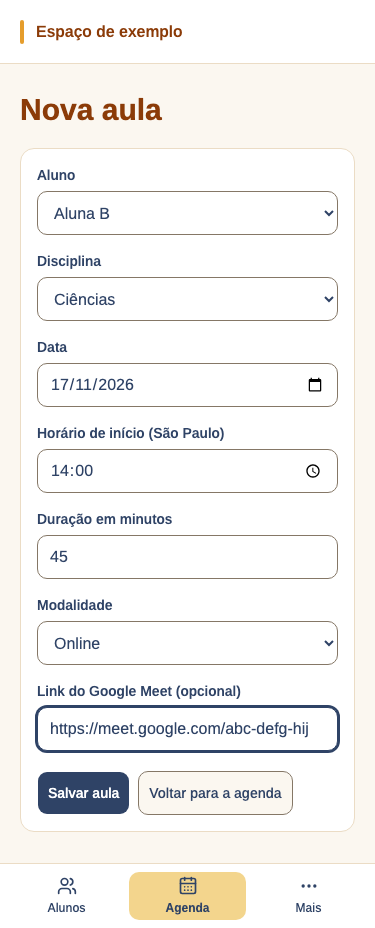 Espaço de exemplo
Nova aula
Aluno
Aluna B
Disciplina
Ciências
Data
17/11/2026
Horário de início (São Paulo)
14:00
Duração em minutos
45
Modalidade
Online
Link do Google Meet (opcional)
https://meet.google.com/abc-defg-hij
Salvar aula Voltar para a agenda
Alunos Agenda Mais